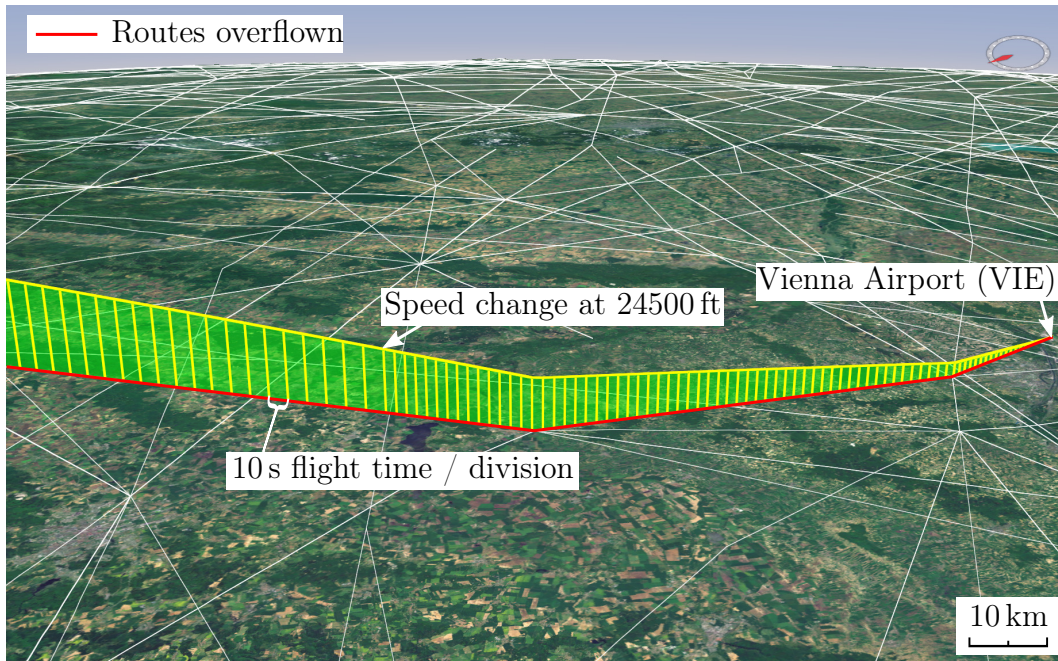 Routes overflown
Vienna Airport (VIE)
Speed change at 24500 ft
10 s flight time / division
10 km